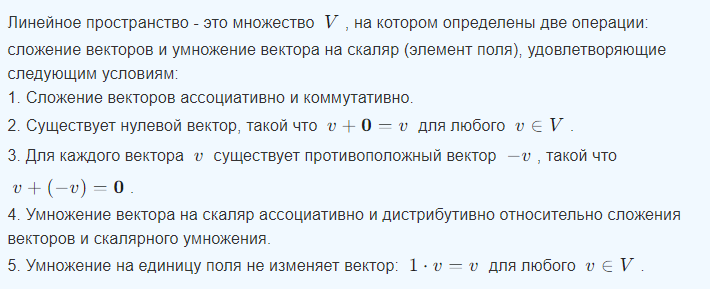 Линейное пространство - это множество V , на котором определены две операции:
сложение векторов и умножение вектора на скаляр (элемент поля), удовлетворяющие
следующим условиям:
1. Сложение векторов ассоциативно и коммутативно.
2. Существует нулевой вектор, такой что v + 0 = v для любого v ∈ V .
3. Для каждого вектора v существует противоположный вектор −v , такой что
v + (−v) = 0 .
4. Умножение вектора на скаляр ассоциативно и дистрибутивно относительно сложения
векторов и скалярного умножения.
5. Умножение на единицу поля не изменяет вектор: 1 · v = v для любого v ∈ V .